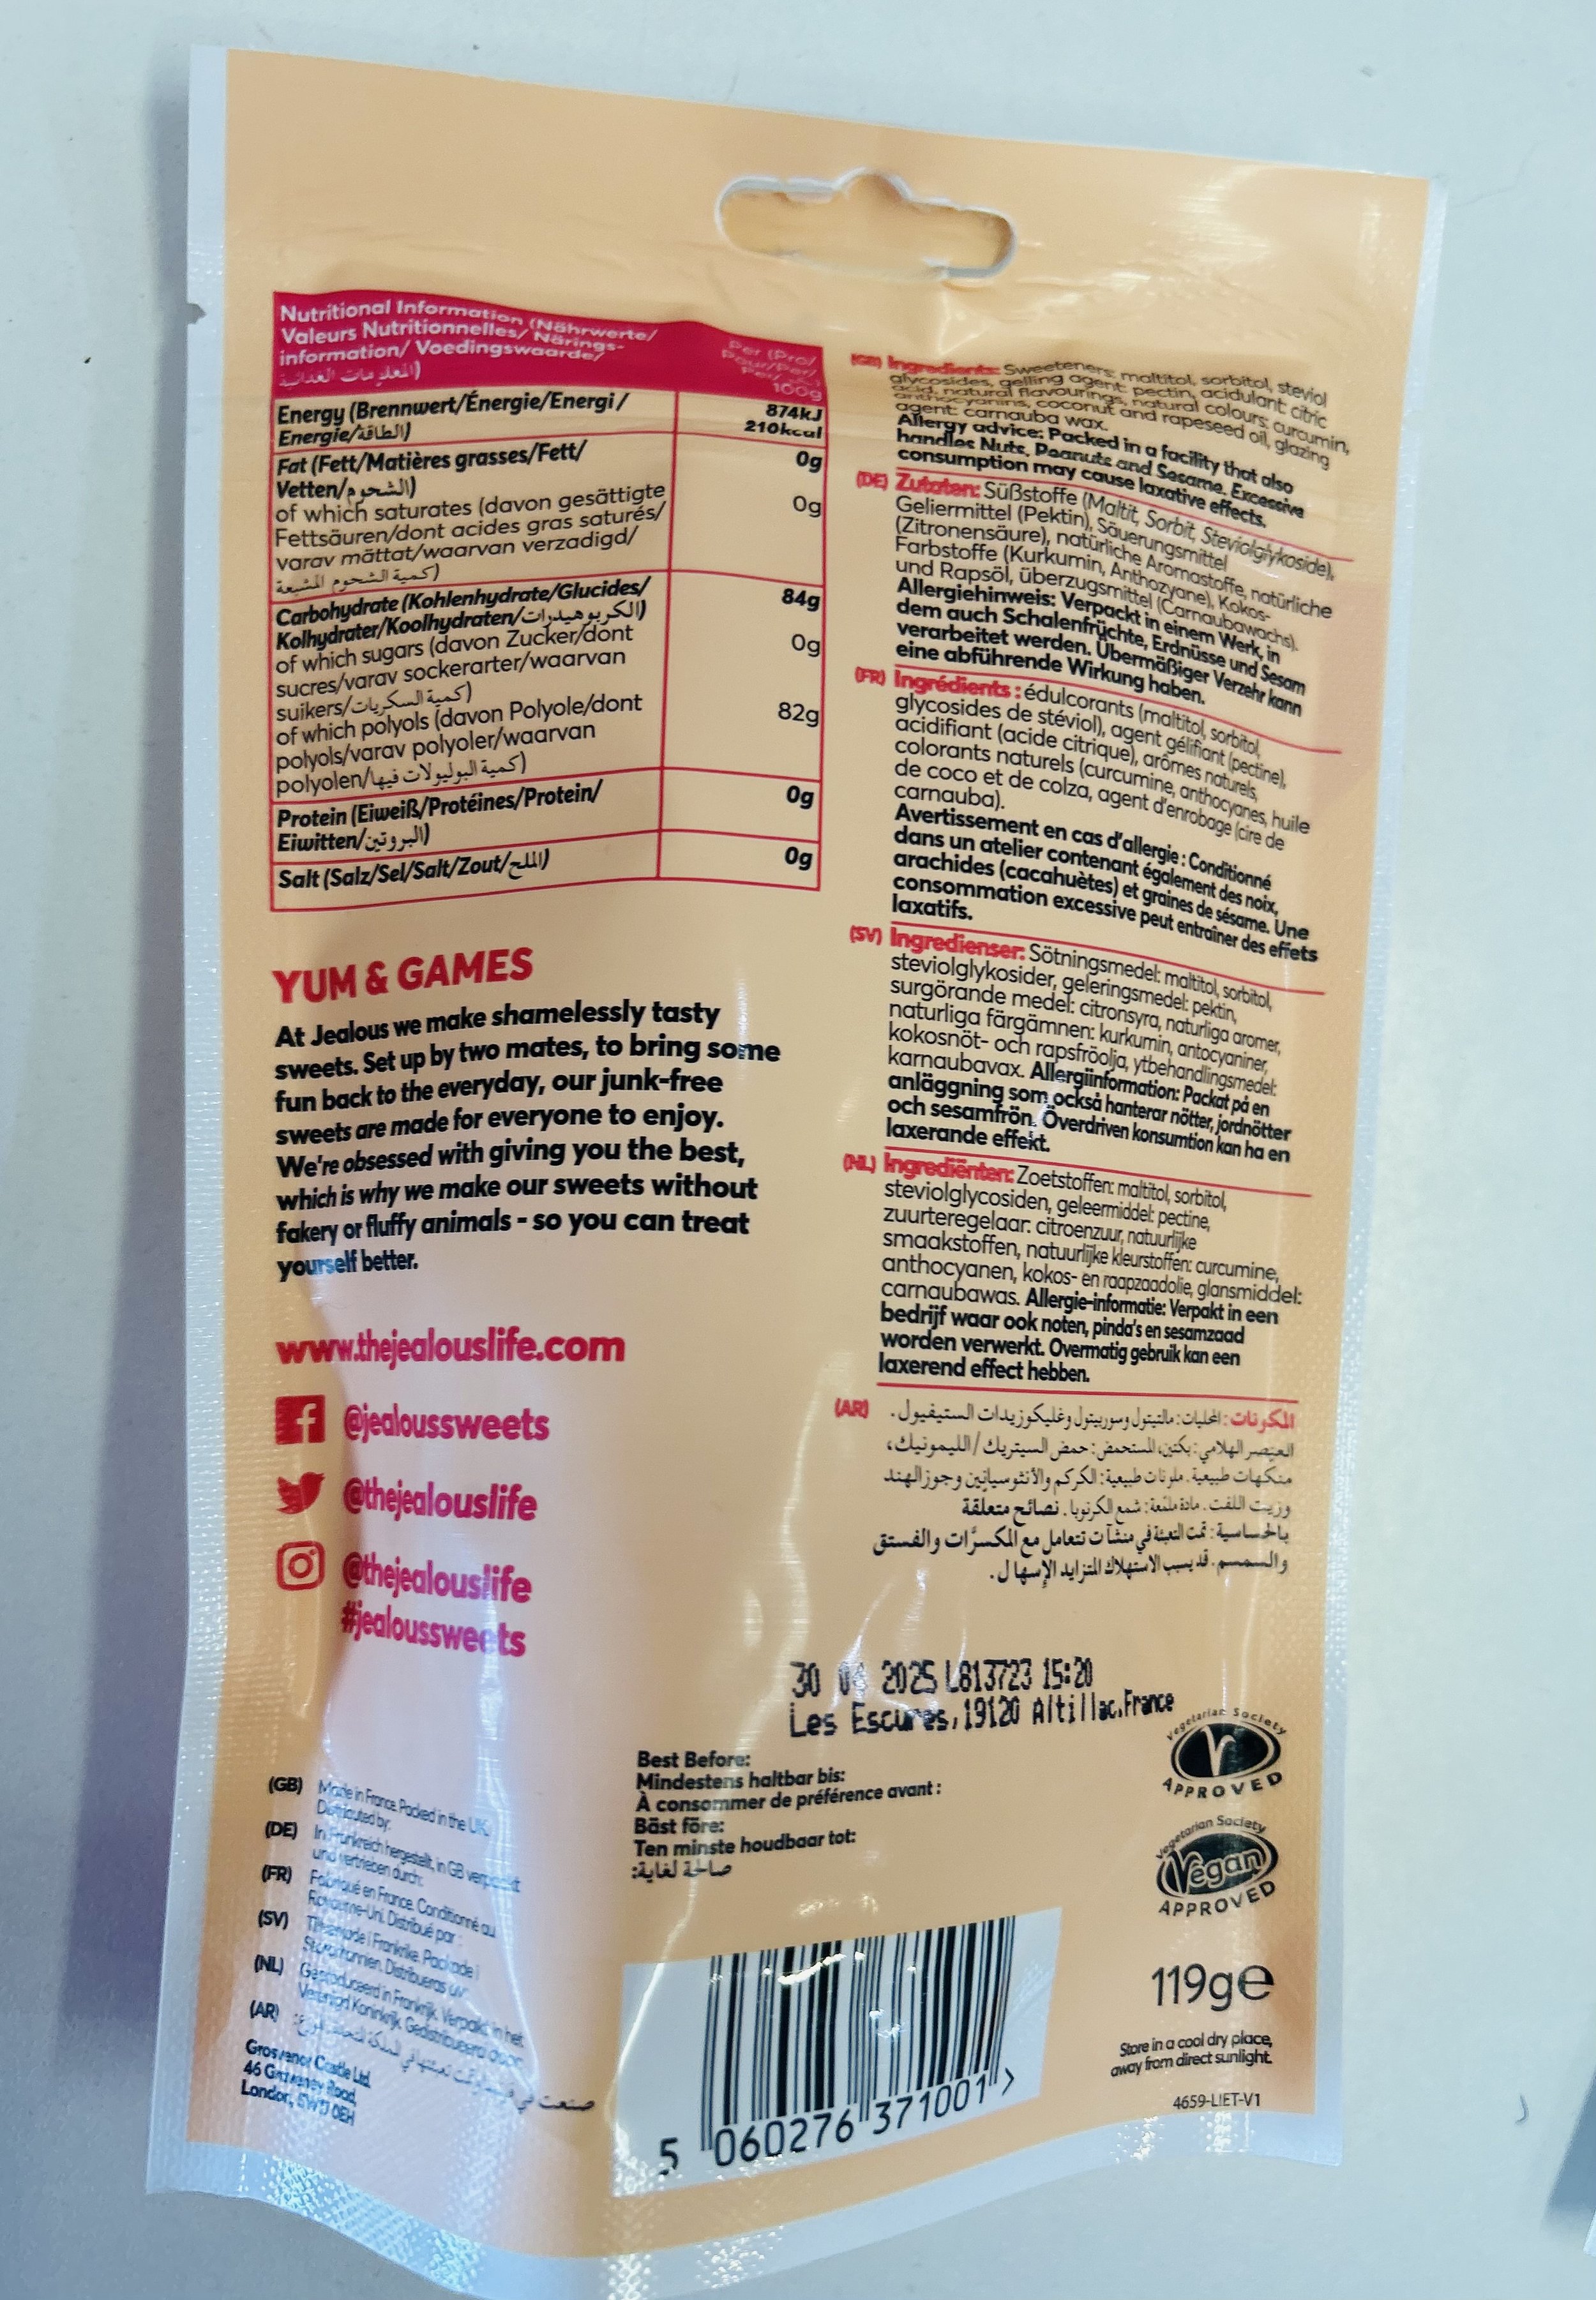 Nutritional Information (Nährwerte/
Valeurs Nutritionnelles/ Närings-
information/ Voedingswaarde/
المعلومات الغذائية)
Per (Pro/
Pour/Per/
100g
Energy (Brennwert/Énergie/Energi/
Energie/الطاقة)
874kJ
210kcal
Fat (Fett/Matières grasses/Fett/
Vetten/الشحوم)
0g
of which saturates (davon gesättigte
Fettsäuren/dont acides gras saturés/
varav mättat/waarvan verzadigd/
كمية الشحوم المشبعة)
0g
Carbohydrate (Kohlenhydrate/Glucides/
Kolhydrater/Koolhydraten/الكربوهيدرات)
84g
of which sugars (davon Zucker/dont
sucres/varav sockerarter/waarvan
suikers/كمية السكريات)
0g
of which polyols (davon Polyole/dont
polyols/varav polyoler/waarvan
polyolen/كمية البوليولات فيها)
82g
Protein (Eiweiß/Protéines/Protein/
Eiwitten/البروتين)
0g
Salt (Salz/Sel/Salt/Zout/الملح)
0g
YUM & GAMES
At Jealous we make shamelessly tasty
sweets. Set up by two mates, to bring some
fun back to the everyday, our junk-free
sweets are made for everyone to enjoy.
We're obsessed with giving you the best,
which is why we make our sweets without
fakery or fluffy animals - so you can treat
yourself better.
www.thejealouslife.com
@jealoussweets
@thejealouslife
@thejealouslife
#jealoussweets
(GB) Made in France. Packed in the UK.
Distributed by:
(DE) In Frankreich hergestellt, in GB verpackt
und vertrieben durch:
(FR) Fabriqué en France. Conditionné au
Royaume-Uni. Distribué par :
(SV) Packade i
Distribueras av:
(NL) Geproduceerd in Frankrijk. Verpakt in het
Verenigd Koninkrijk. Gedistribueerd door:
(AR)
Grosvenor Castle Ltd.
46 Road,
London,
(GB) Ingredients: Sweeteners: maltitol, sorbitol, steviol
glycosides, gelling agent: pectin, acidulant: citric
acid, natural flavourings, natural colours: curcumin,
anthocyanins, coconut and rapeseed oil, glazing
agent: carnauba wax.
Allergy advice: Packed in a facility that also
handles Nuts, Peanuts and Sesame. Excessive
consumption may cause laxative effects.
(DE) Zutaten: Süßstoffe (Maltit, Sorbit, Steviolglykoside),
Geliermittel (Pektin), Säuerungsmittel
(Zitronensäure), natürliche Aromastoffe, natürliche
Farbstoffe (Kurkumin, Anthozyane), Kokos-
und Rapsöl, überzugsmittel (Carnaubawachs).
Allergiehinweis: Verpackt in einem Werk, in
dem auch Schalenfrüchte, Erdnüsse und Sesam
verarbeitet werden. Übermäßiger Verzehr kann
eine abführende Wirkung haben.
(FR) Ingrédients : édulcorants (maltitol, sorbitol,
glycosides de stéviol), agent gélifiant (pectine),
acidifiant (acide citrique), arômes naturels,
colorants naturels (curcumine, anthocyanes, huile
de coco et de colza, agent d'enrobage (cire de
carnauba).
Avertissement en cas d'allergie : Conditionné
dans un atelier contenant également des noix,
arachides (cacahuètes) et graines de sésame. Une
consommation excessive peut entraîner des effets
laxatifs.
(SV) Ingredienser: Sötningsmedel: maltitol, sorbitol,
steviolglykosider, geleringsmedel: pektin,
surgörande medel: citronsyra, naturliga aromer,
naturliga färgämnen: kurkumin, antocyaniner,
kokosnöt- och rapsfröolja, ytbehandlingsmedel:
karnaubavax. Allergiinformation: Packat på en
anläggning som också hanterar nötter, jordnötter
och sesamfrön. Överdriven konsumtion kan ha en
laxerande effekt.
(NL) Ingrediënten: Zoetstoffen: maltitol, sorbitol,
steviolglycosiden, geleermiddel: pectine,
zuurteregelaar: citroenzuur, natuurlijke
smaakstoffen, natuurlijke kleurstoffen: curcumine,
anthocyanen, kokos- en raapzaadolie, glansmiddel:
carnaubawas. Allergie-informatie: Verpakt in een
bedrijf waar ook noten, pinda's en sesamzaad
worden verwerkt. Overmatig gebruik kan een
laxerend effect hebben.
(AR) المكونات: المحليات: مالتيتول وسوربيتول وغليكوزيدات الستيفيول.
العنصر الهلامي: بكتين، المستحمض: حمض السيتريك/الليمونيك،
منكهات طبيعية. ملونات طبيعية: الكركم والأنثوسيانين وجوز الهند
وزيت اللفت. مادة ملمّعة: شمع الكرنوبا. نصائح متعلقة
بالحساسية: تمت التعبئة في منشآت تتعامل مع المكسرات والفستق
والسمسم. قد يسبب الاستهلاك المتزايد الإسهال.
30 2025 L813723 15:20
Les Escures, 19120 Altillac, France
Best Before:
Mindestens haltbar bis:
À consommer de préférence avant :
Bäst före:
Ten minste houdbaar tot:
صالحة لغاية:
Vegetarian Society
APPROVED
Vegetarian Society
Vegan
APPROVED
119g e
Store in a cool dry place,
away from direct sunlight.
4659-LIET-V1
5 060276 371001 >